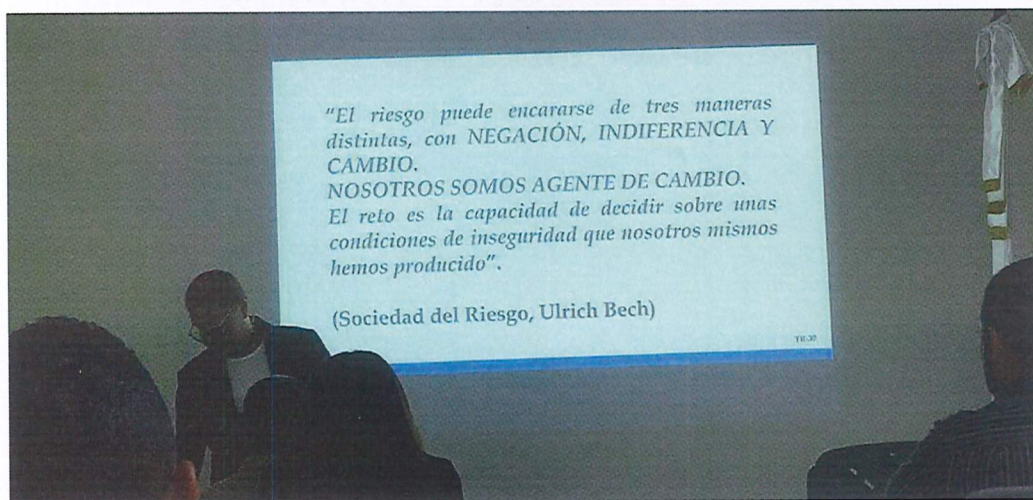 "El riesgo puede encararse de tres maneras
distintas, con NEGACIÓN, INDIFERENCIA Y
CAMBIO.
NOSOTROS SOMOS AGENTE DE CAMBIO.
El reto es la capacidad de decidir sobre unas
condiciones de inseguridad que nosotros mismos
hemos producido".
(Sociedad del Riesgo, Ulrich Bech)